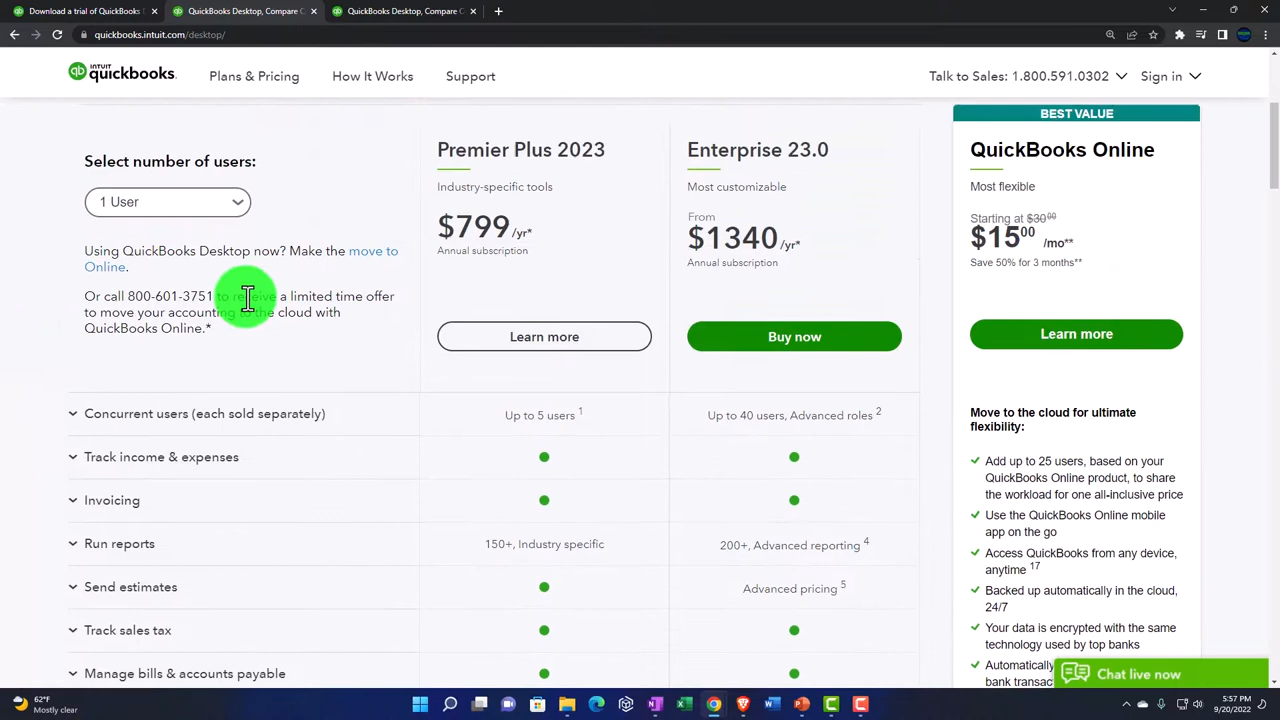 Download a trial of QuickBooks D
QuickBooks Desktop, Compare C
QuickBooks Desktop, Compare C
quickbooks.intuit.com/desktop/
INTUIT
quickbooks.
Plans & Pricing
How It Works
Support
Talk to Sales: 1.800.591.0302
Sign in
Select number of users:
1 User
Using QuickBooks Desktop now? Make the move to
Online.
Or call 800-601-3751 to receive a limited time offer
to move your accounting to the cloud with
QuickBooks Online.*
Premier Plus 2023
Industry-specific tools
$799 /yr*
Annual subscription
Learn more
Enterprise 23.0
Most customizable
From
$1340 /yr*
Annual subscription
Buy now
BEST VALUE
QuickBooks Online
Most flexible
Starting at $30⁰⁰
$15⁰⁰ /mo**
Save 50% for 3 months**
Learn more
Concurrent users (each sold separately)
Up to 5 users ¹
Up to 40 users, Advanced roles ²
Track income & expenses
Invoicing
Run reports
150+, Industry specific
200+, Advanced reporting ⁴
Send estimates
Advanced pricing ⁵
Track sales tax
Manage bills & accounts payable
Move to the cloud for ultimate
flexibility:
Add up to 25 users, based on your
QuickBooks Online product, to share
the workload for one all-inclusive price
Use the QuickBooks Online mobile
app on the go
Access QuickBooks from any device,
anytime ¹⁷
Backed up automatically in the cloud,
24/7
Your data is encrypted with the same
technology used by top banks
Automatically
bank transac
Chat live now
62°F
Mostly clear
5:57 PM
9/20/2022